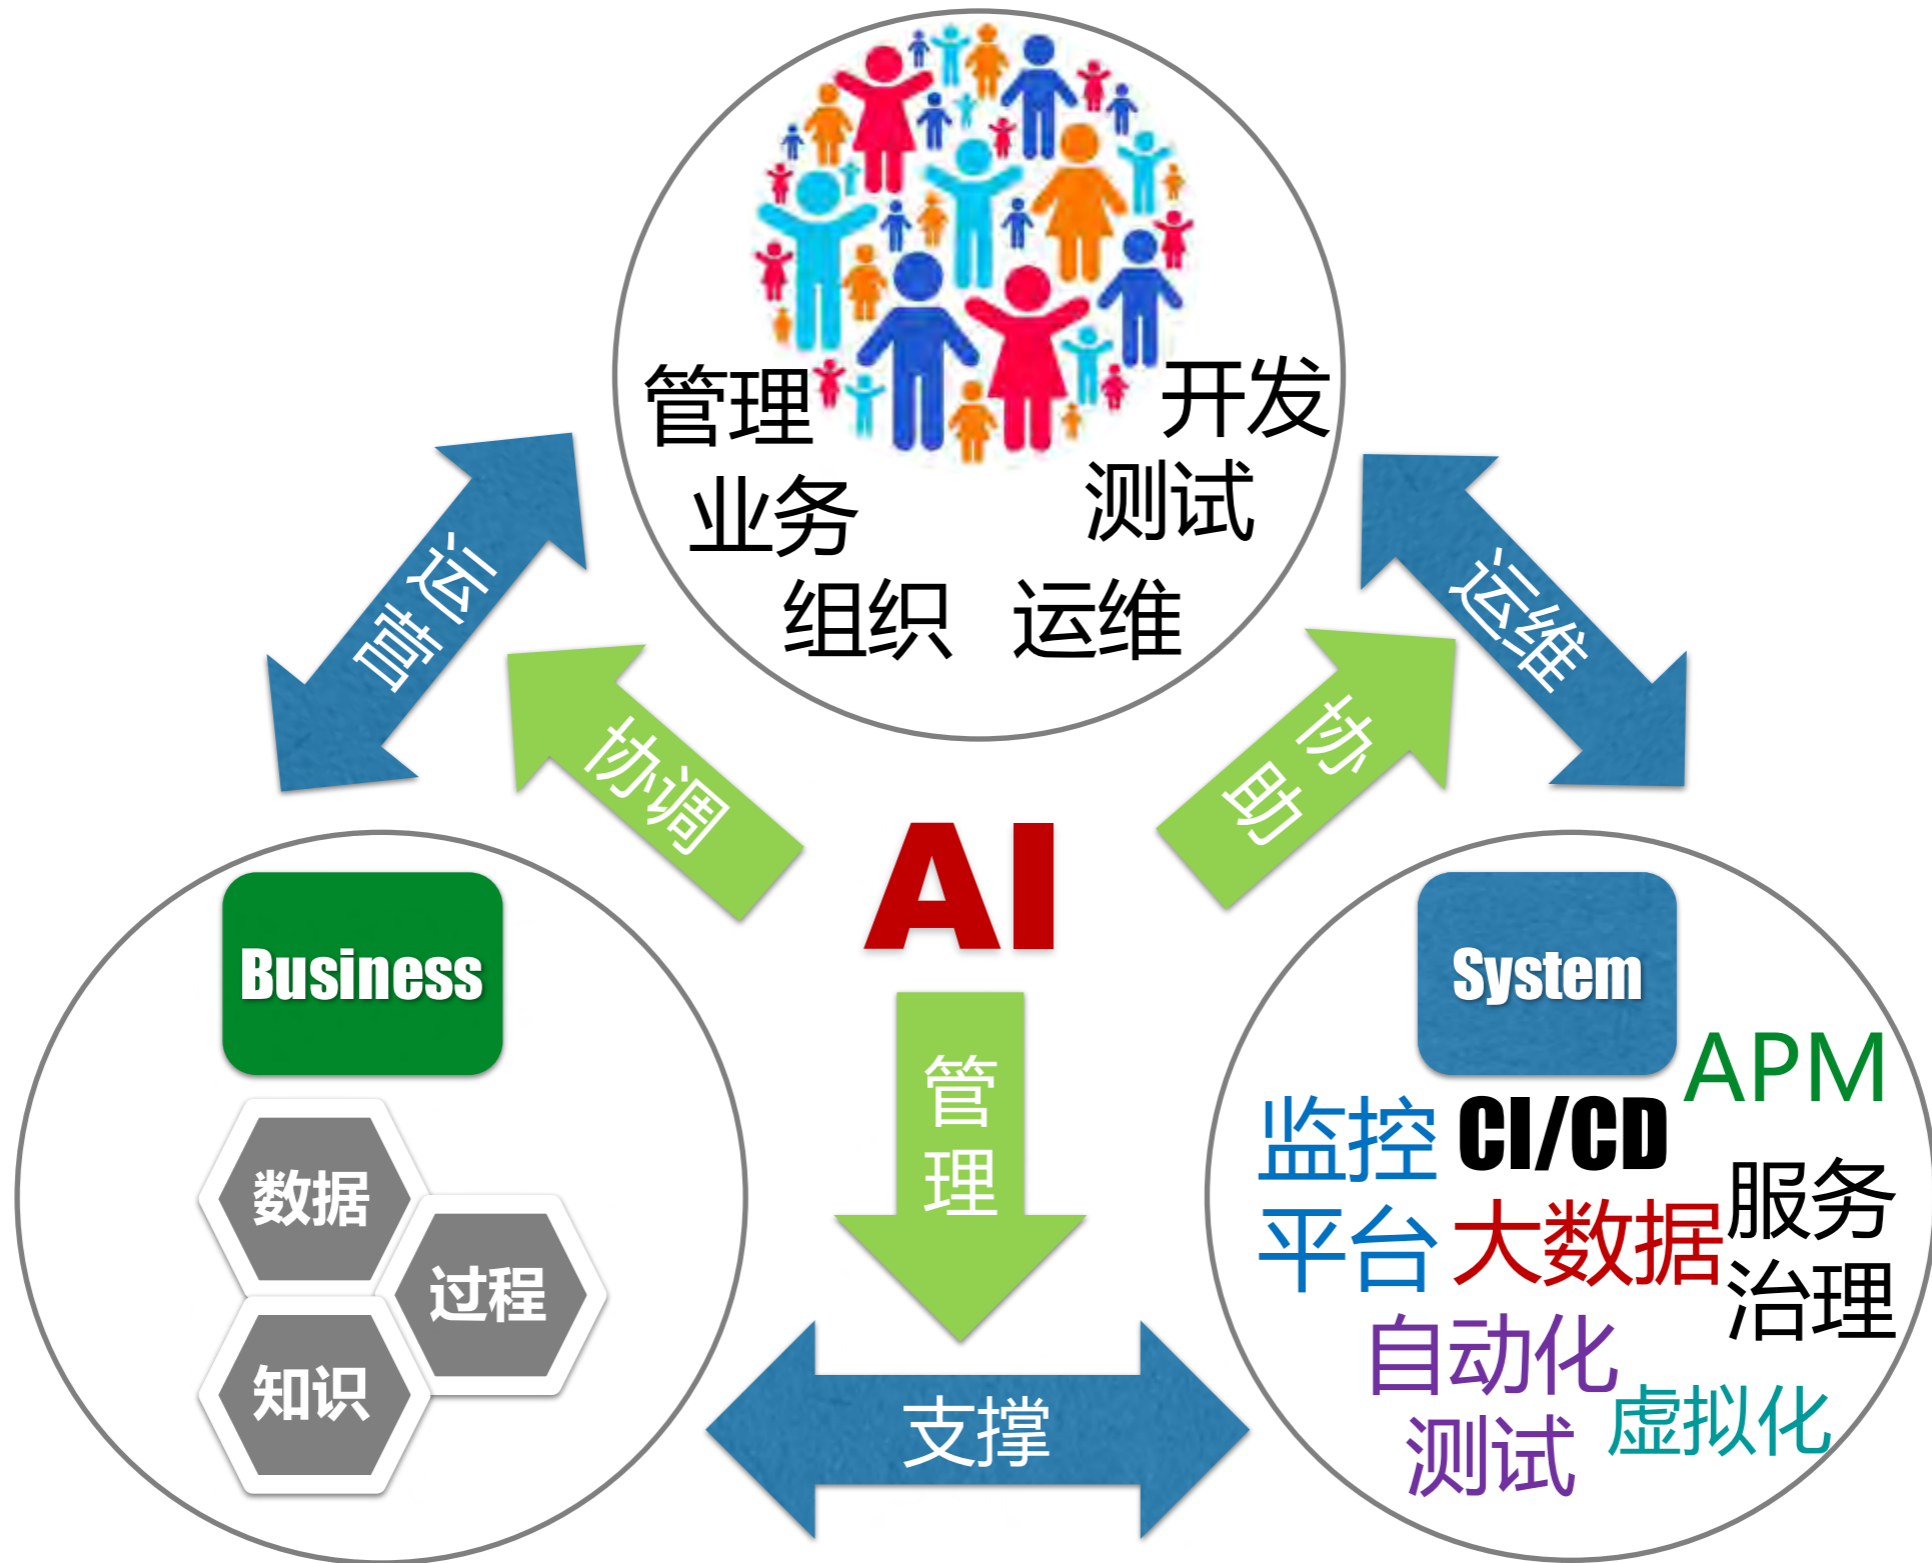 管理
开发
业务
测试
组织
运维
运营
运维
协调
协助
AI
Business
数据
过程
知识
管理
支撑
System
APM
监控
平台
CI/CD
大数据
服务
治理
自动化
测试
虚拟化